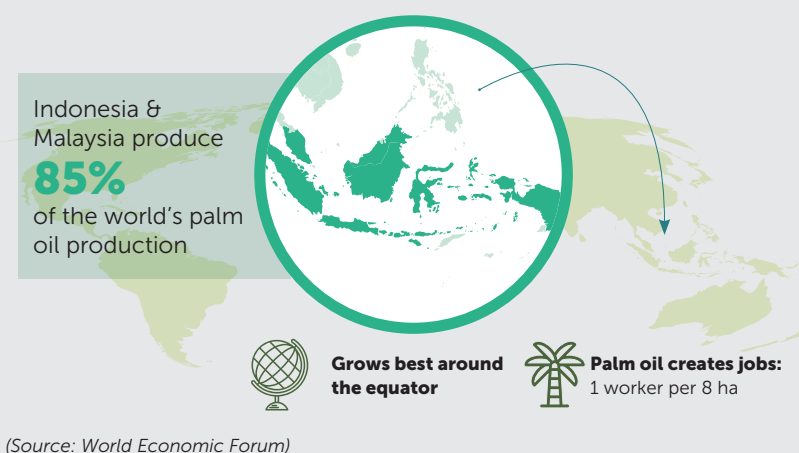 Indonesia &
Malaysia produce
85%
of the world's palm
oil production
Grows best around
the equator
Palm oil creates jobs:
1 worker per 8 ha
(Source: World Economic Forum)